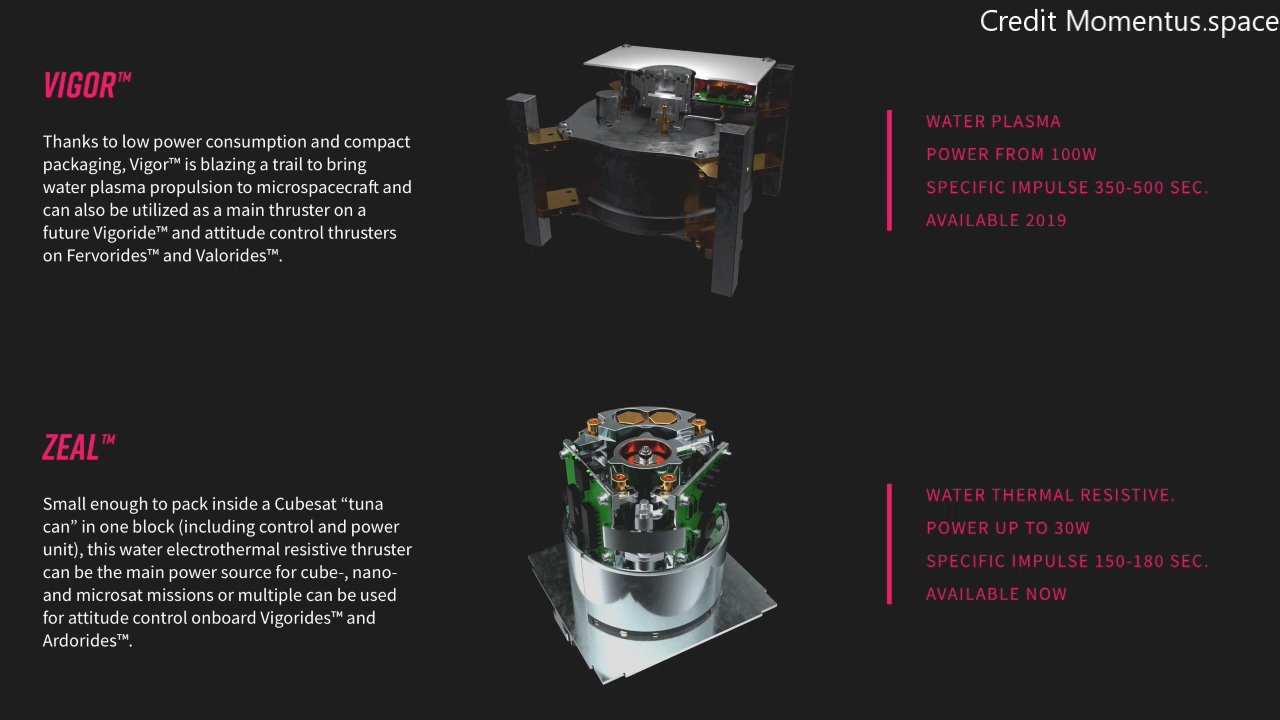 Credit Momentus.space
VIGOR™
Thanks to low power consumption and compact
packaging, Vigor™ is blazing a trail to bring
water plasma propulsion to microspacecraft and
can also be utilized as a main thruster on a
future Vigoride™ and attitude control thrusters
on Fervorides™ and Valorides™.
WATER PLASMA
POWER FROM 100W
SPECIFIC IMPULSE 350-500 SEC.
AVAILABLE 2019
ZEAL™
Small enough to pack inside a Cubesat “tuna
can” in one block (including control and power
unit), this water electrothermal resistive thruster
can be the main power source for cube-, nano-
and microsat missions or multiple can be used
for attitude control onboard Vigorides™ and
Ardorides™.
WATER THERMAL RESISTIVE.
POWER UP TO 30W
SPECIFIC IMPULSE 150-180 SEC.
AVAILABLE NOW